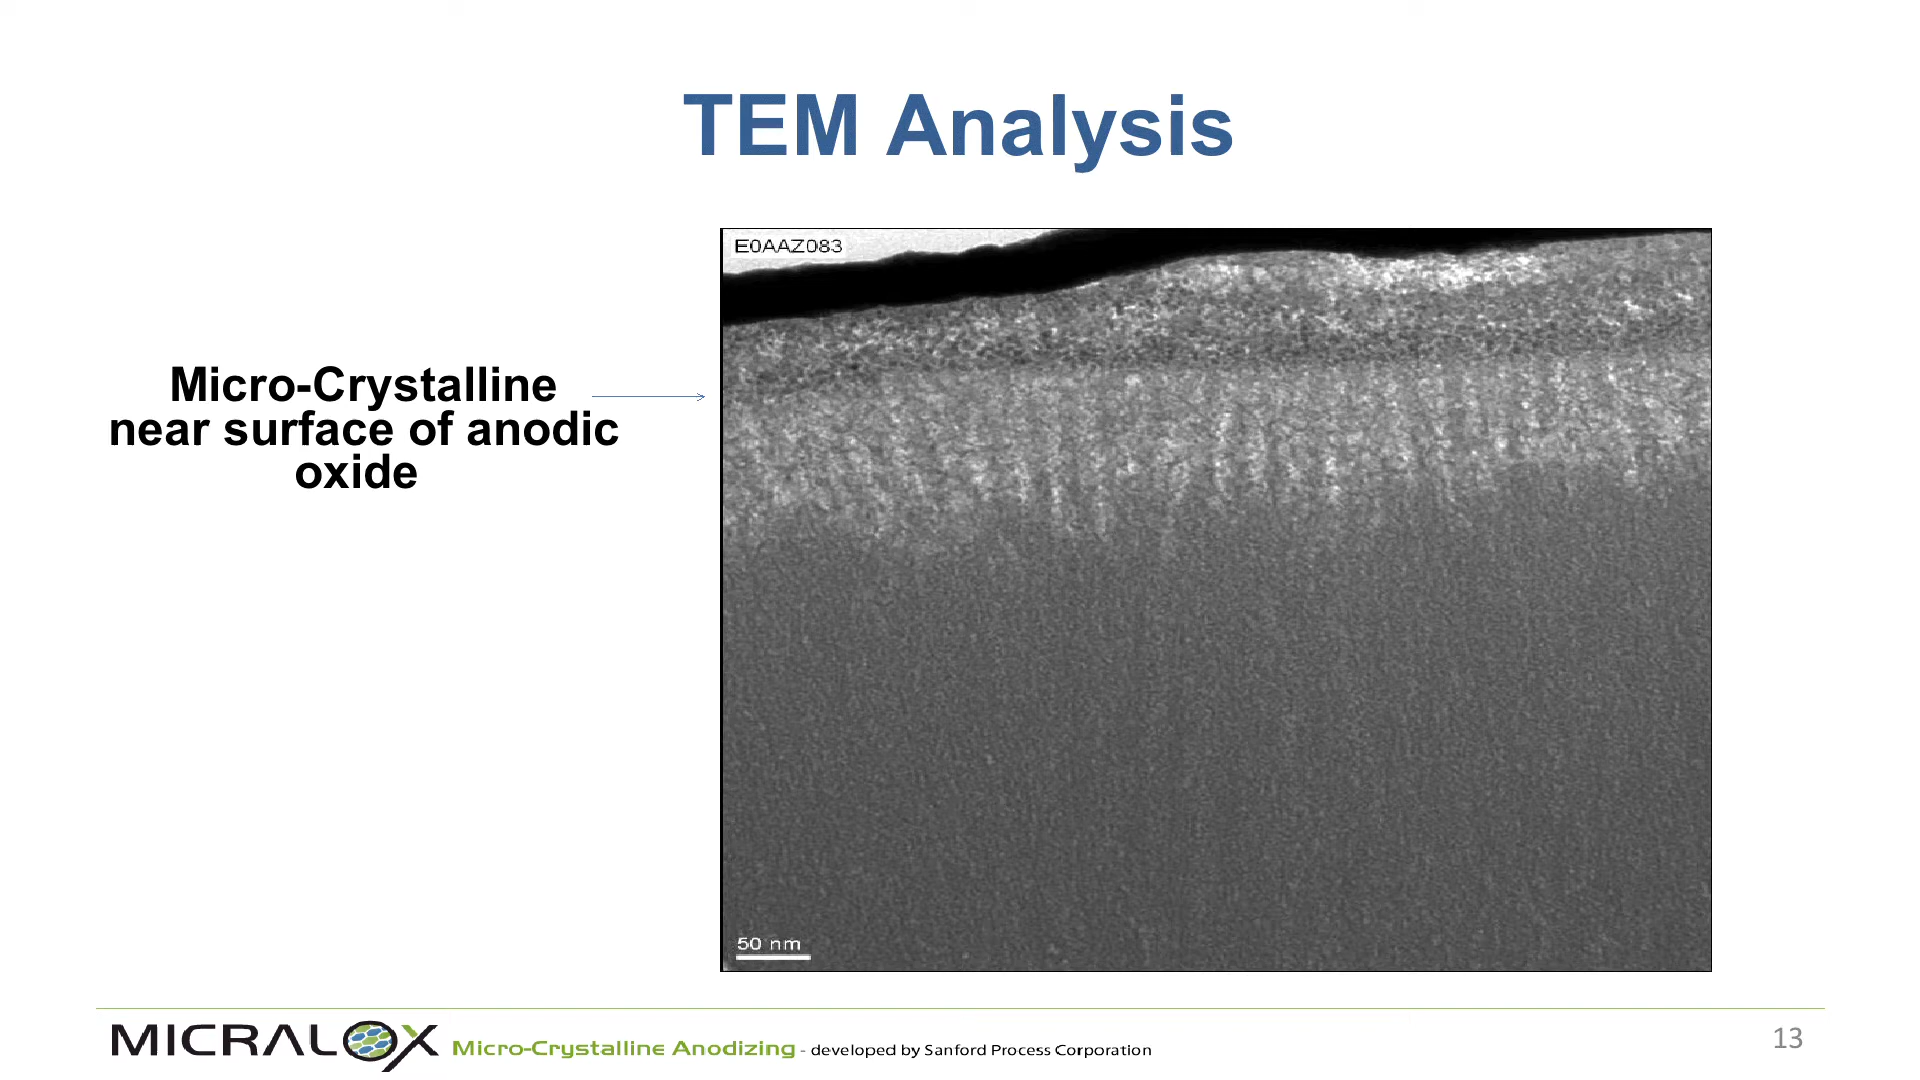 TEM Analysis
E0AAZ083
Micro-Crystalline
near surface of anodic
oxide
50 nm
MICRALOX Micro-Crystalline Anodizing - developed by Sanford Process Corporation
13